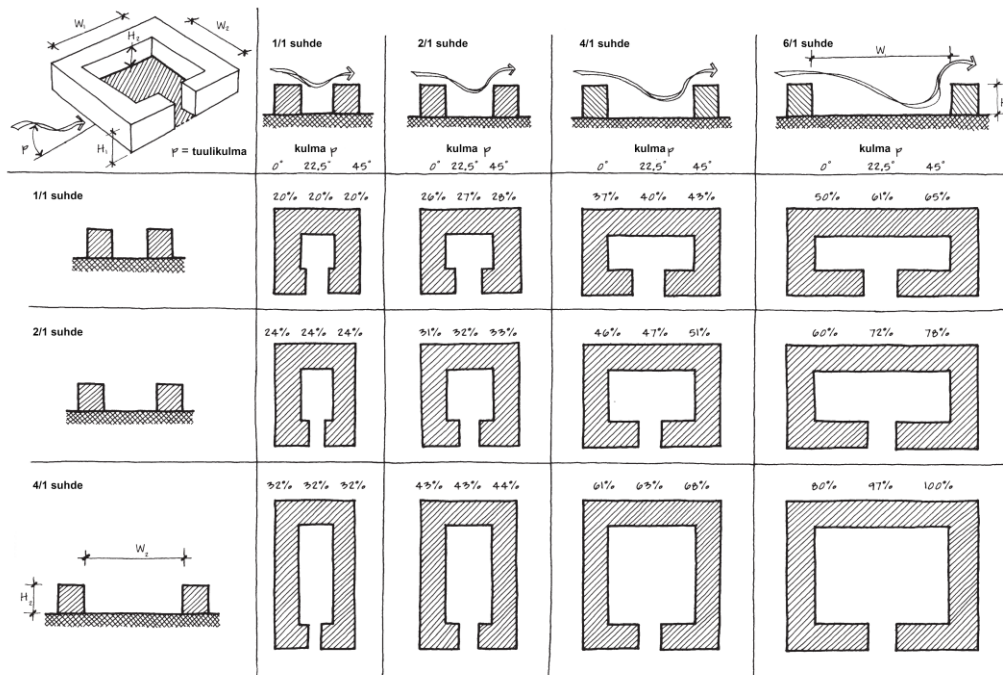 W₁
W₂
H₂
H₁
φ
φ = tuulikulma
1/1 suhde
2/1 suhde
4/1 suhde
6/1 suhde
W
H
kulma φ
0° 22,5° 45°
kulma φ
0° 22,5° 45°
kulma φ
0° 22,5° 45°
kulma φ
0° 22,5° 45°
1/1 suhde
20% 20% 20%
26% 27% 28%
37% 40% 43%
50% 61% 65%
2/1 suhde
24% 24% 24%
31% 32% 33%
46% 47% 51%
60% 72% 78%
4/1 suhde
32% 32% 32%
43% 43% 44%
61% 63% 68%
80% 97% 100%
W₂
H₂